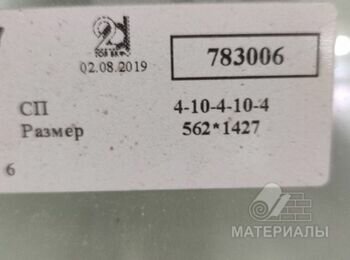 783006
02.08.2019
СП 4-10-4-10-4
Размер 562*1427
6
МАТЕРИАЛЫ